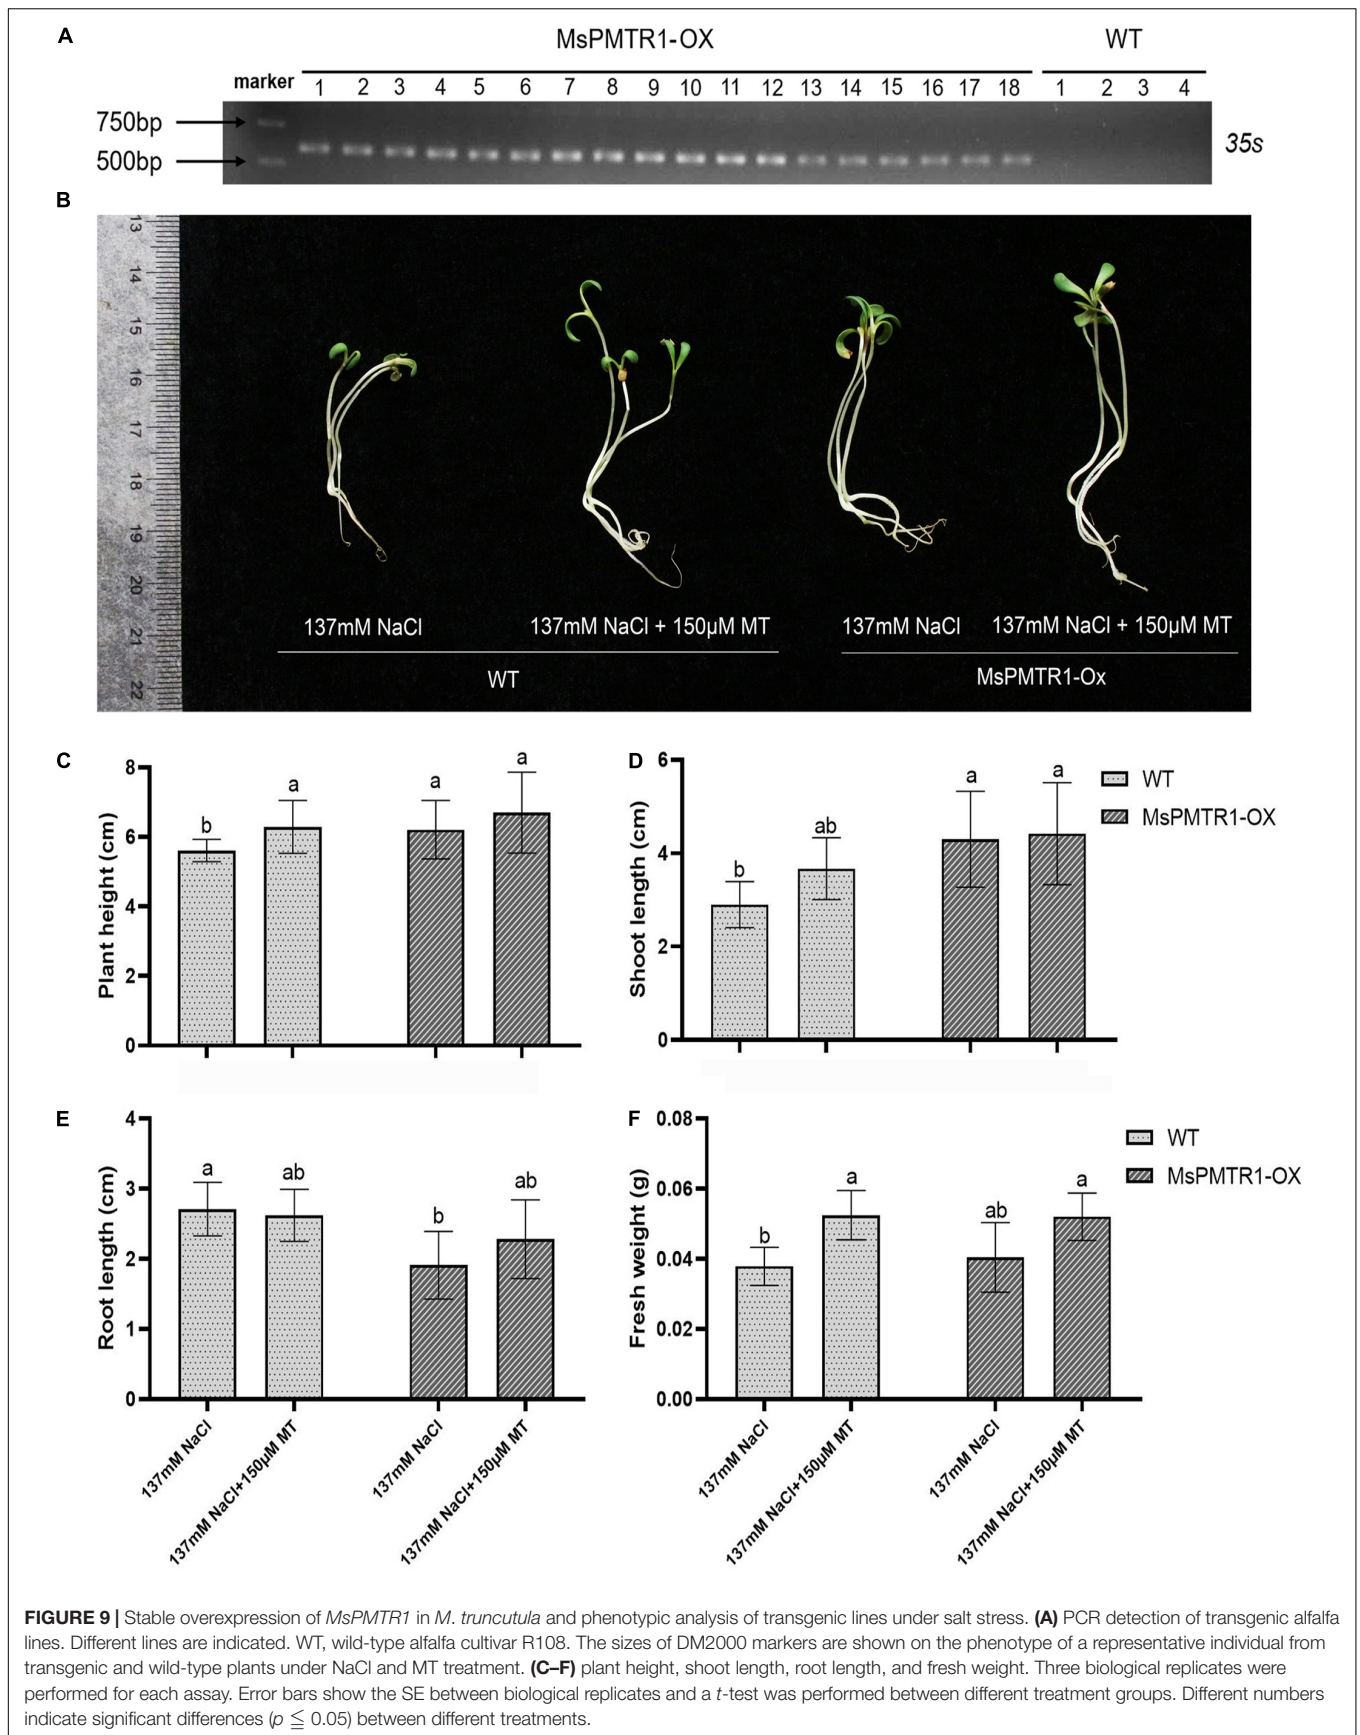 A
MsPMTR1-OX
WT
marker
1 2 3 4 5 6 7 8 9 10 11 12 13 14 15 16 17 18 1 2 3 4
750bp
500bp
35s
B
13
14
15
16
17
18
19
20
21
22
137mM NaCl
137mM NaCl + 150µM MT
137mM NaCl
137mM NaCl + 150µM MT
WT
MsPMTR1-Ox
C
Plant height (cm)
8
6
4
2
0
b
a
a
a
D
Shoot length (cm)
6
4
2
0
b
ab
a
a
WT
MsPMTR1-OX
E
Root length (cm)
4
3
2
1
0
a
ab
b
ab
137mM NaCl
137mM NaCl+150µM MT
137mM NaCl
137mM NaCl+150µM MT
F
Fresh weight (g)
0.08
0.06
0.04
0.02
0.00
b
a
ab
a
WT
MsPMTR1-OX
137mM NaCl
137mM NaCl+150µM MT
137mM NaCl
137mM NaCl+150µM MT
FIGURE 9 | Stable overexpression of MsPMTR1 in M. truncutula and phenotypic analysis of transgenic lines under salt stress. (A) PCR detection of transgenic alfalfa
lines. Different lines are indicated. WT, wild-type alfalfa cultivar R108. The sizes of DM2000 markers are shown on the phenotype of a representative individual from
transgenic and wild-type plants under NaCl and MT treatment. (C–F) plant height, shoot length, root length, and fresh weight. Three biological replicates were
performed for each assay. Error bars show the SE between biological replicates and a t-test was performed between different treatment groups. Different numbers
indicate significant differences (p ≦ 0.05) between different treatments.